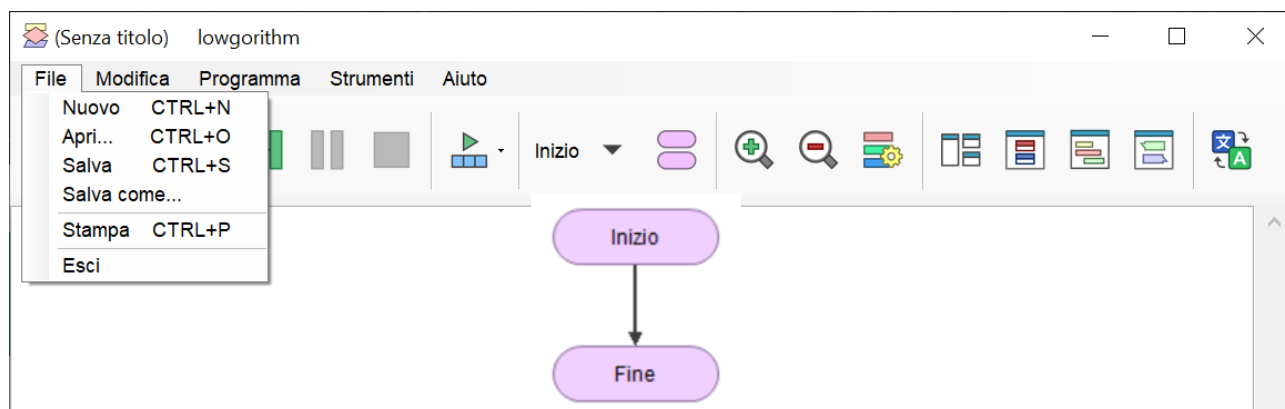 (Senza titolo) lowgorithm
File Modifica Programma Strumenti Aiuto
Nuovo CTRL+N
Apri... CTRL+O
Salva CTRL+S
Salva come...
Stampa CTRL+P
Esci
Inizio
文
A
Inizio
Fine